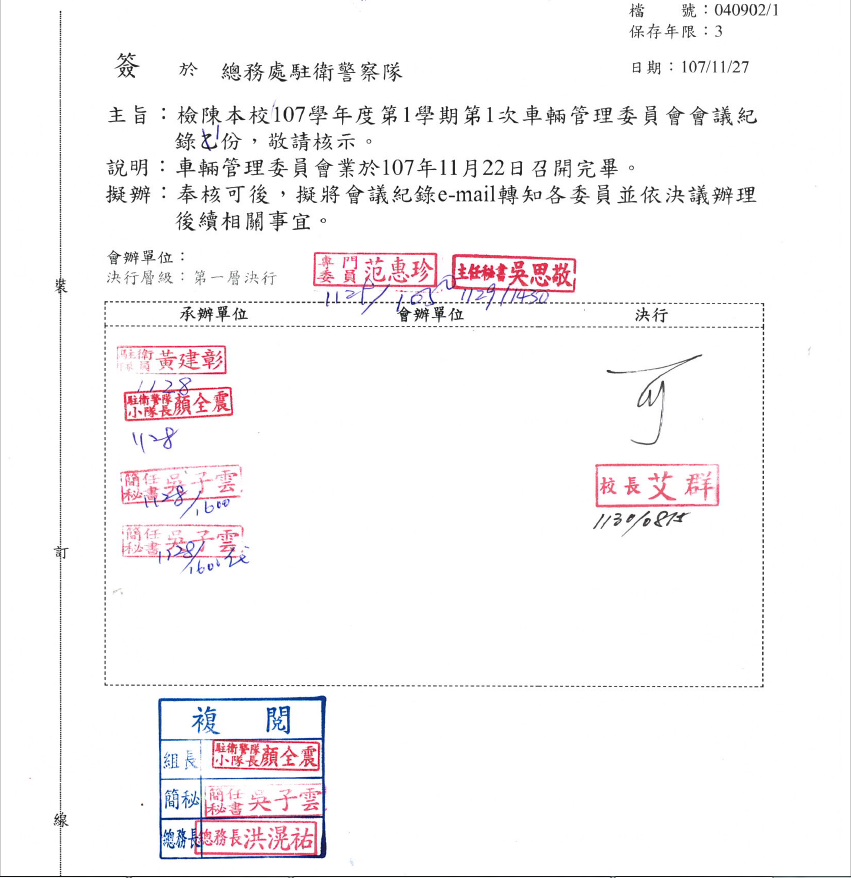 檔 號：040902/1
保存年限：3
簽 於 總務處駐衛警察隊
日期：107/11/27
主旨：檢陳本校107學年度第1學期第1次車輛管理委員會會議紀
錄乙份，敬請核示。
說明：車輛管理委員會業於107年11月22日召開完畢。
擬辦：奉核可後，擬將會議紀錄e-mail轉知各委員並依決議辦理
後續相關事宜。
會辦單位：
決行層級：第一層決行
專門
委員 范惠珍
主任秘書 吳思敬
1129/1430
裝
承辦單位 會辦單位 決行
駐衛
隊員 黃建彰
1128
駐衛警隊
小隊長 顏全震
1128
可
簡任
秘書 吳子雲
1128/1600
校長 艾群
1130/0815
簡任
秘書 吳子雲
1128/
1600
訂
複 閱
組長 駐衛警隊
小隊長 顏全震
簡秘 簡任
秘書 吳子雲
總務長 總務長 洪滉祐
線